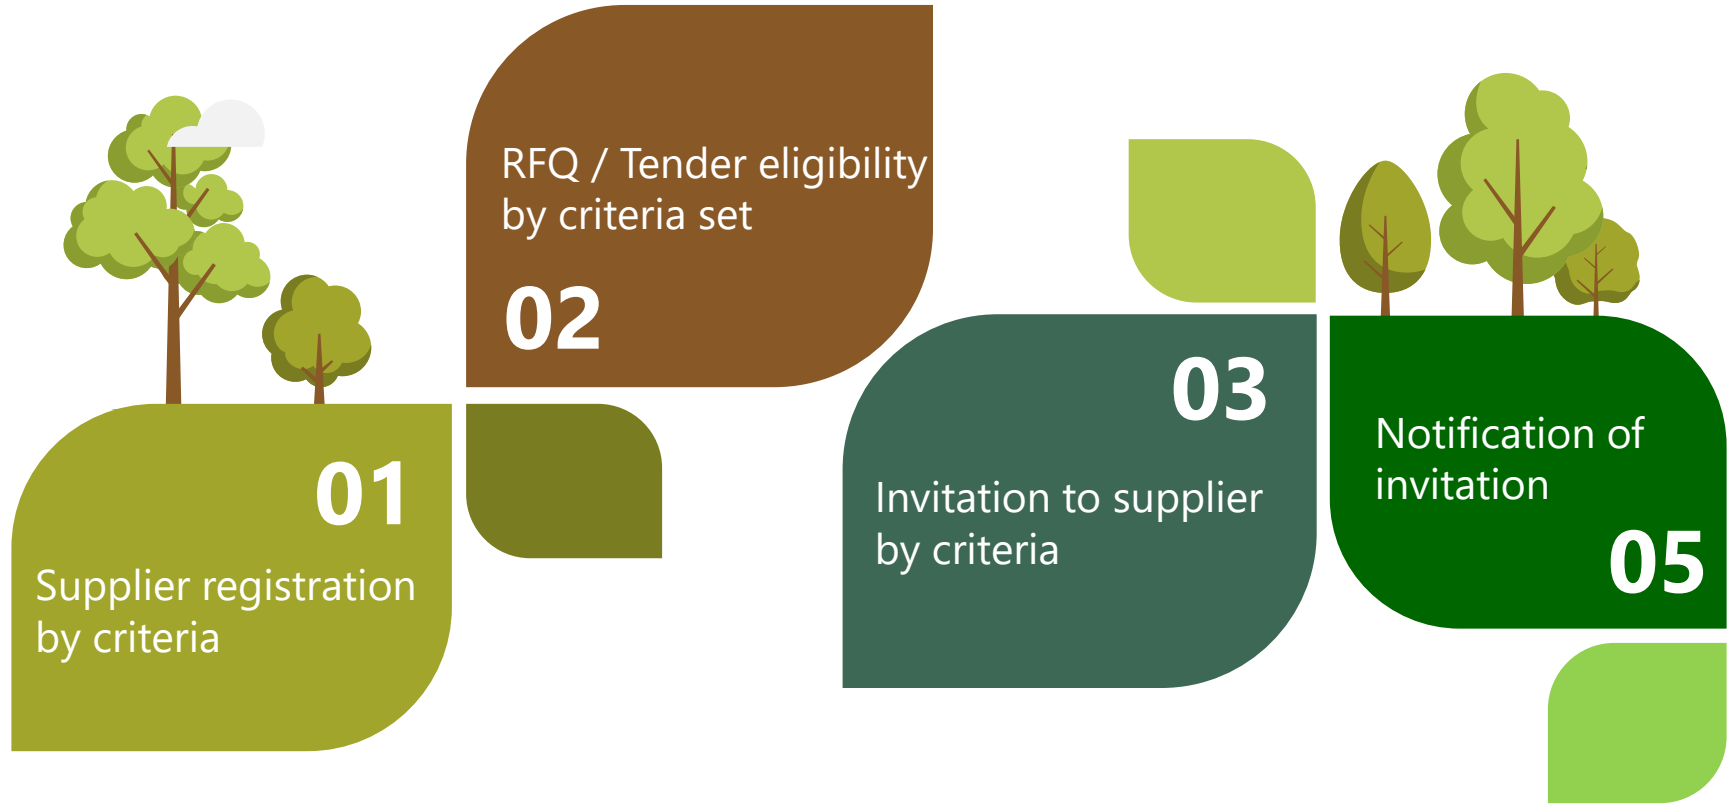 01
Supplier registration
by criteria
RFQ / Tender eligibility
by criteria set
02
03
Invitation to supplier
by criteria
Notification of
invitation
05